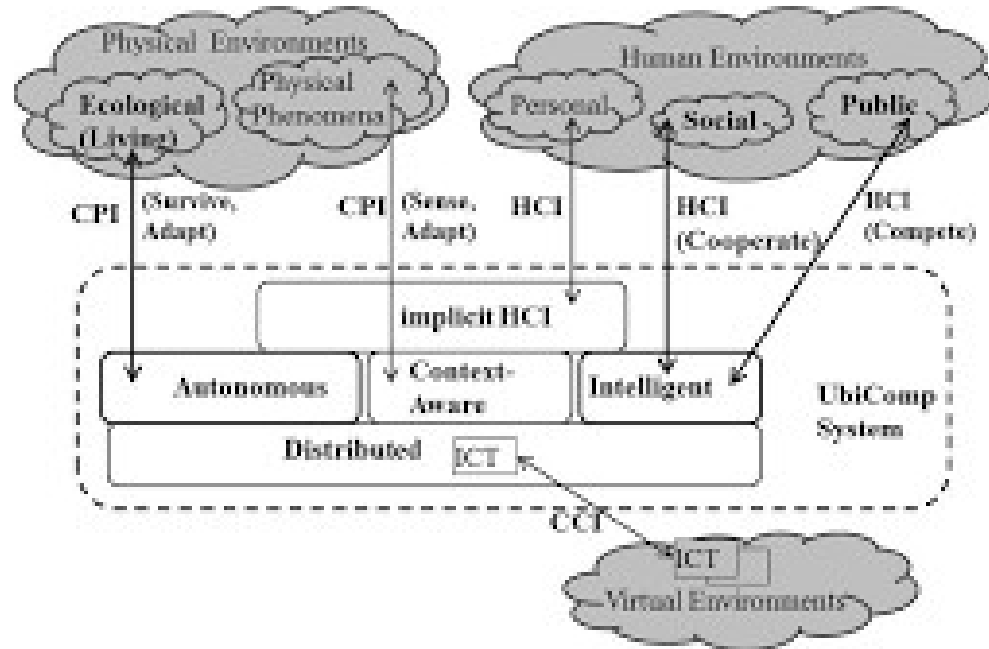 Physical Environments
Ecological
(Living)
Physical
Phenomena
Human Environments
Personal
Social
Public
CPI
(Survive,
Adapt)
CPI
(Sense,
Adapt)
HCI
HCI
(Cooperate)
HCI
(Compete)
implicit HCI
Autonomous
Context-
Aware
Intelligent
UbiComp
System
Distributed
ICT
CCI
ICT
Virtual Environments